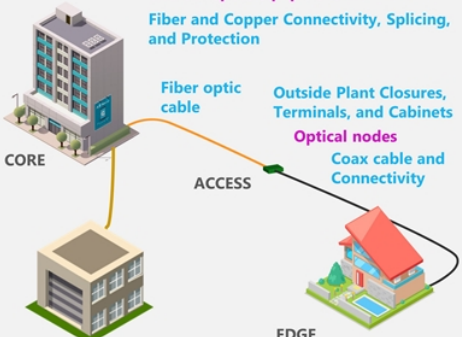 Fiber and Copper Connectivity, Splicing,
and Protection
Fiber optic
cable
Outside Plant Closures,
Terminals, and Cabinets
Optical nodes
Coax cable and
Connectivity
CORE
ACCESS
EDGE